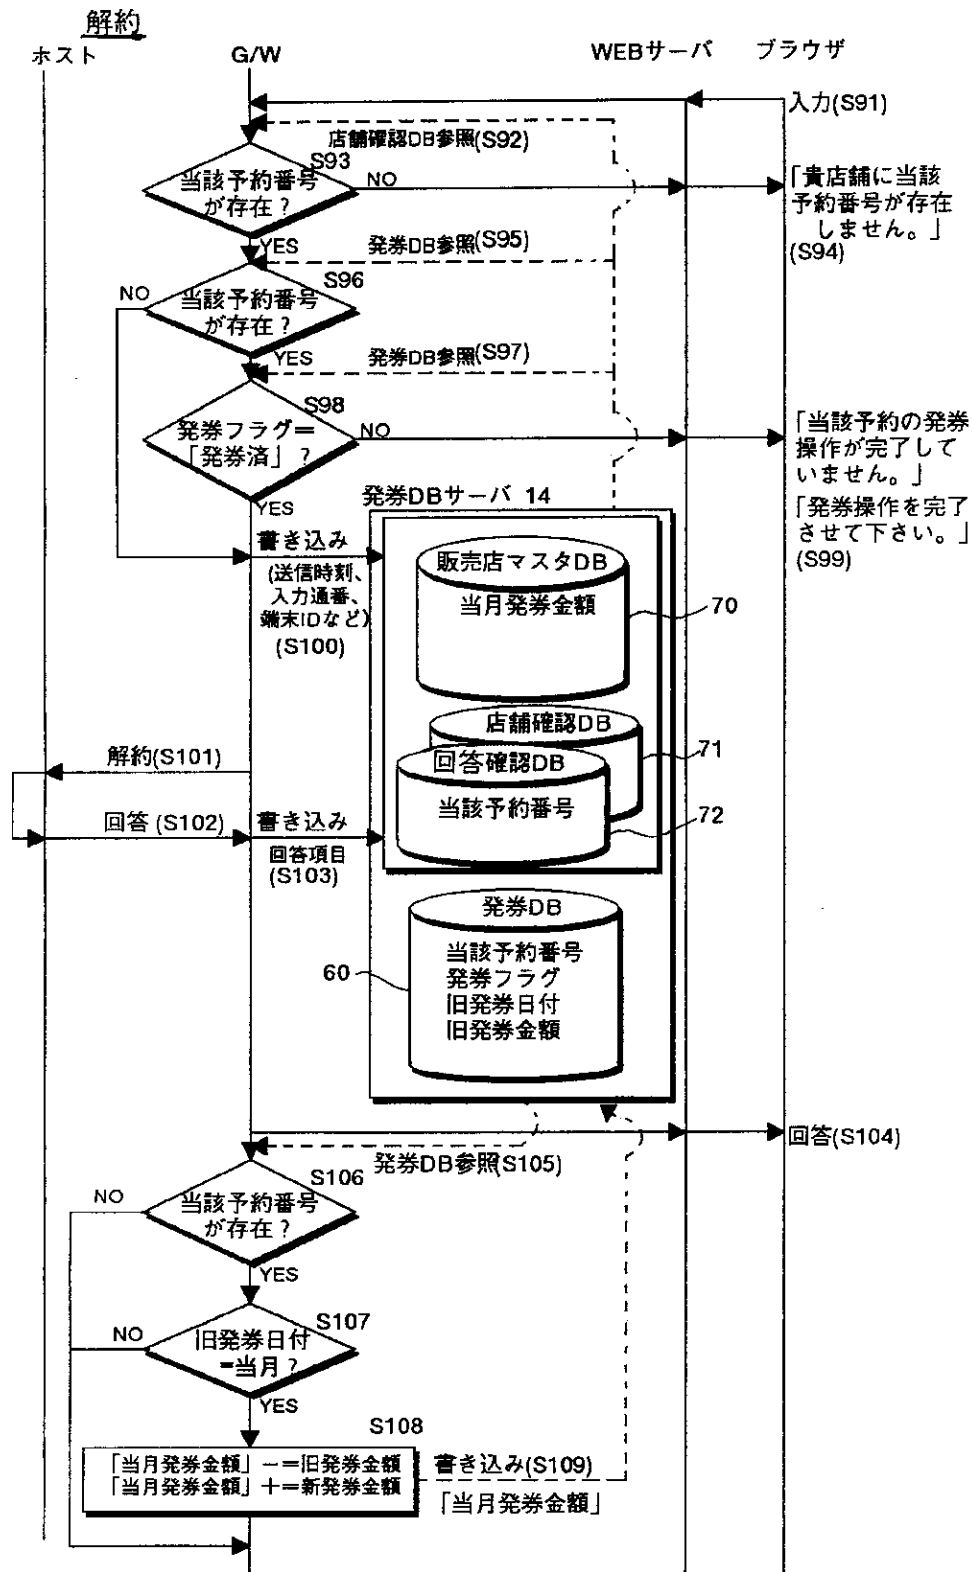 解約
ホスト
G/W
WEBサーバ
ブラウザ
入力(S91)
店舗確認DB参照(S92)
S93
当該予約番号
が存在?
NO
「貴店舗に当該
予約番号が存在
しません。」
(S94)
YES
発券DB参照(S95)
S96
NO
当該予約番号
が存在?
YES
発券DB参照(S97)
S98
発券フラグ=
「発券済」?
NO
「当該予約の発券
操作が完了して
いません。」
「発券操作を完了
させて下さい。」
(S99)
YES
発券DBサーバ 14
書き込み
(送信時刻、
入力通番、
端末IDなど)
(S100)
販売店マスタDB
当月発券金額
70
店舗確認DB
71
回答確認DB
当該予約番号
72
解約(S101)
回答(S102)
書き込み
回答項目
(S103)
発券DB
当該予約番号
発券フラグ
旧発券日付
旧発券金額
60
回答(S104)
発券DB参照(S105)
S106
NO
当該予約番号
が存在?
YES
S107
NO
旧発券日付
=当月?
YES
S108
「当月発券金額」－=旧発券金額
「当月発券金額」＋=新発券金額
書き込み(S109)
「当月発券金額」